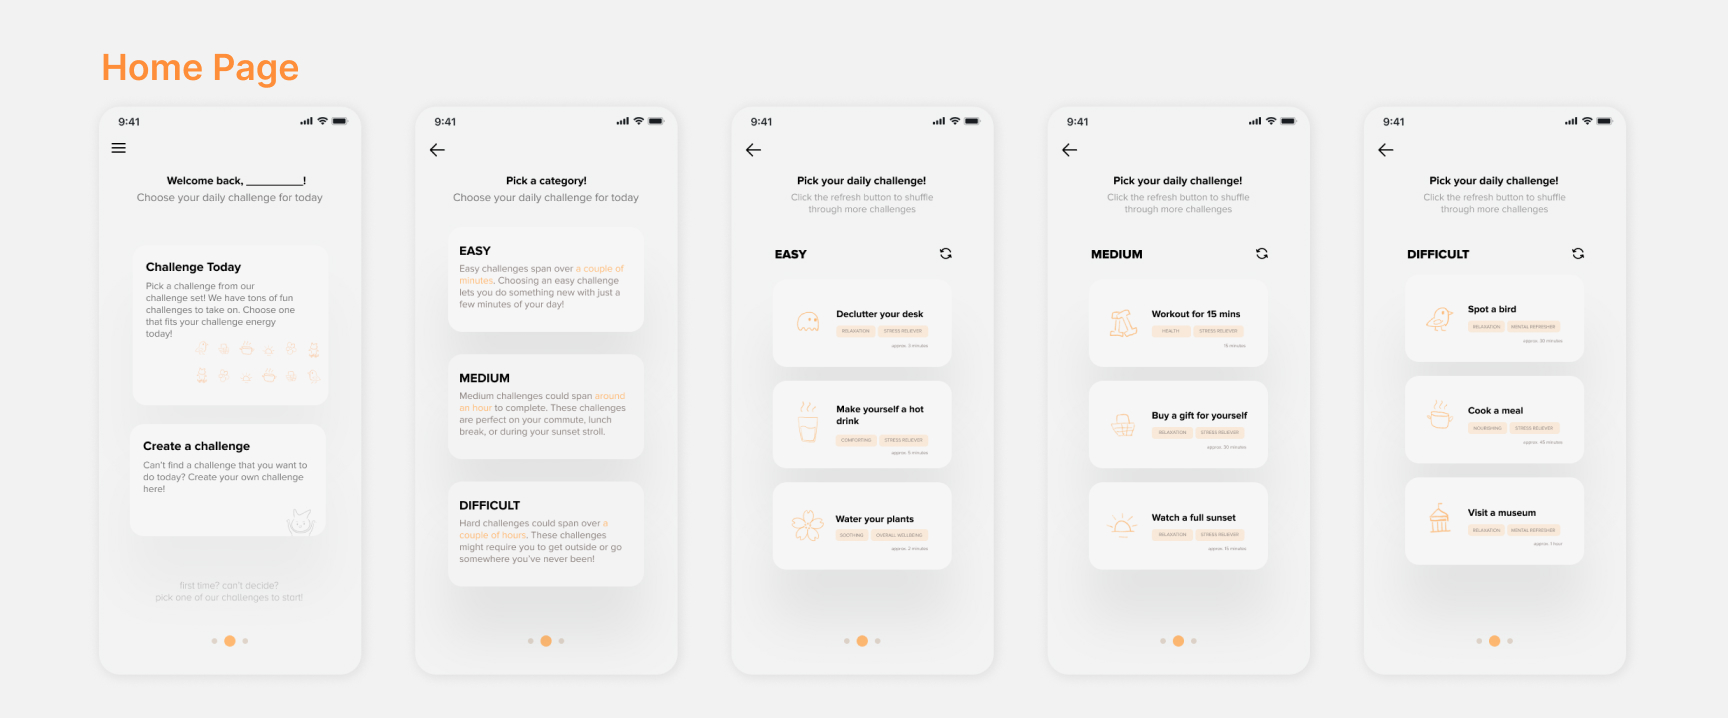 Home Page
9:41
Welcome back, _________!
Choose your daily challenge for today
Challenge Today
Pick a challenge from our
challenge set! We have tons of fun
challenges to take on. Choose one
that fits your challenge energy
today!
Create a challenge
Can't find a challenge that you want to
do today? Create your own challenge
here!
first time? can't decide?
pick one of our challenges to start!
9:41
Pick a category!
Choose your daily challenge for today
EASY
Easy challenges span over a couple of
minutes. Choosing an easy challenge
lets you do something new with just a
few minutes of your day!
MEDIUM
Medium challenges could span around
an hour to complete. These challenges
are perfect on your commute, lunch
break, or during your sunset stroll.
DIFFICULT
Hard challenges could span over a
couple of hours. These challenges
might require you to get outside or go
somewhere you've never been!
9:41
Pick your daily challenge!
Click the refresh button to shuffle
through more challenges
EASY
Declutter your desk
RELAXATION STRESS RELIEVER
approx. 3 minutes
Make yourself a hot
drink
COMFORTING STRESS RELIEVER
approx. 5 minutes
Water your plants
SOOTHING OVERALL WELLBEING
approx. 2 minutes
9:41
Pick your daily challenge!
Click the refresh button to shuffle
through more challenges
MEDIUM
Workout for 15 mins
HEALTH STRESS RELIEVER
15 minutes
Buy a gift for yourself
RELAXATION STRESS RELIEVER
approx. 30 minutes
Watch a full sunset
RELAXATION STRESS RELIEVER
approx. 15 minutes
9:41
Pick your daily challenge!
Click the refresh button to shuffle
through more challenges
DIFFICULT
Spot a bird
RELAXATION MENTAL REFRESHER
approx. 30 minutes
Cook a meal
NOURISHING STRESS RELIEVER
approx. 45 minutes
Visit a museum
RELAXATION MENTAL REFRESHER
approx. 1 hour